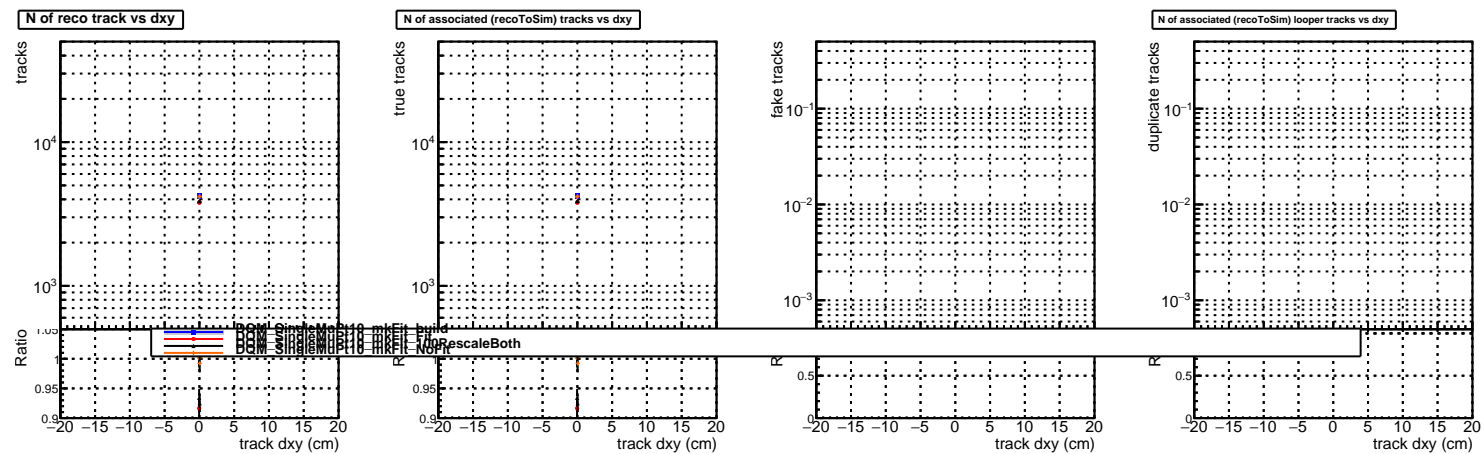 N of reco track vs dxy
N of associated (recoToSim) tracks vs dxy
N of associated (recoToSim) looper tracks vs dxy
tracks
10⁴
10³
true tracks
10⁴
10³
fake tracks
10⁻¹
10⁻²
10⁻³
duplicate tracks
10⁻¹
10⁻²
10⁻³
DQM_SingleMuPt10_mkFit_build
DQM_SingleMuPt10_mkFit_NoFit
Ratio
1.05
1
0.95
0.9
−20 −15 −10 −5 0 5 10 15 20
track dxy (cm)
1
0.95
0.9
−20 −15 −10 −5 0 5 10 15 20
track dxy (cm)
0.5
0
−20 −15 −10 −5 0 5 10 15 20
track dxy (cm)
0.5
0
−20 −15 −10 −5 0 5 10 15 20
track dxy (cm)